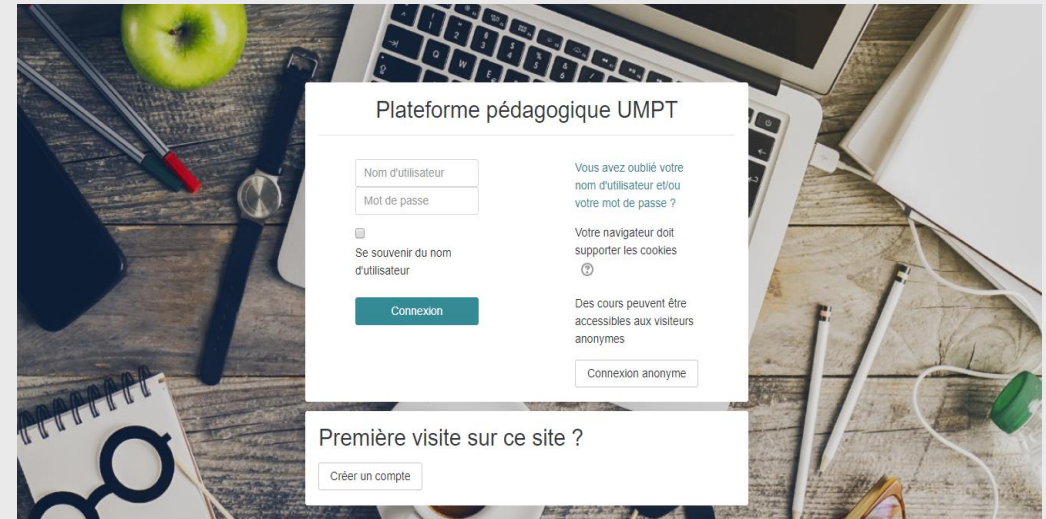 Plateforme pédagogique UMPT
Nom d'utilisateur
Mot de passe
Se souvenir du nom
d'utilisateur
Connexion
Vous avez oublié votre
nom d'utilisateur et/ou
votre mot de passe ?
Votre navigateur doit
supporter les cookies
Des cours peuvent être
accessibles aux visiteurs
anonymes
Connexion anonyme
Première visite sur ce site ?
Créer un compte